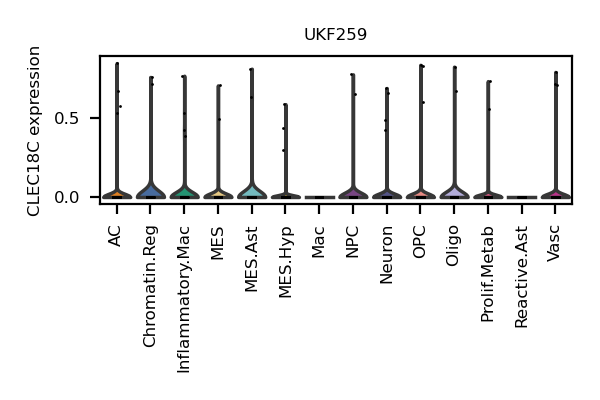 UKF259
CLEC18C expression
0.5
0.0
AC
Chromatin.Reg
Inflammatory.Mac
MES
MES.Ast
MES.Hyp
Mac
NPC
Neuron
OPC
Oligo
Prolif.Metab
Reactive.Ast
Vasc